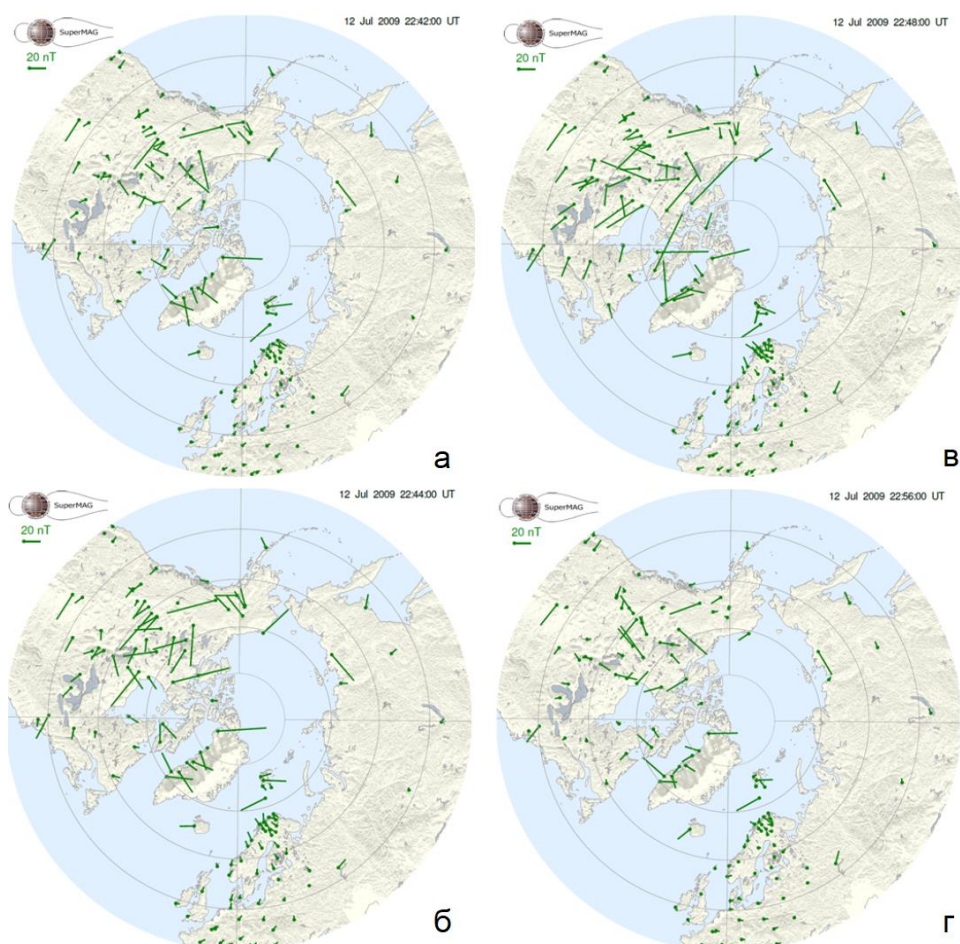 SuperMAG
12 Jul 2009 22:42:00 UT
20 nT
а
SuperMAG
12 Jul 2009 22:48:00 UT
20 nT
в
SuperMAG
12 Jul 2009 22:44:00 UT
20 nT
б
SuperMAG
12 Jul 2009 22:56:00 UT
20 nT
г